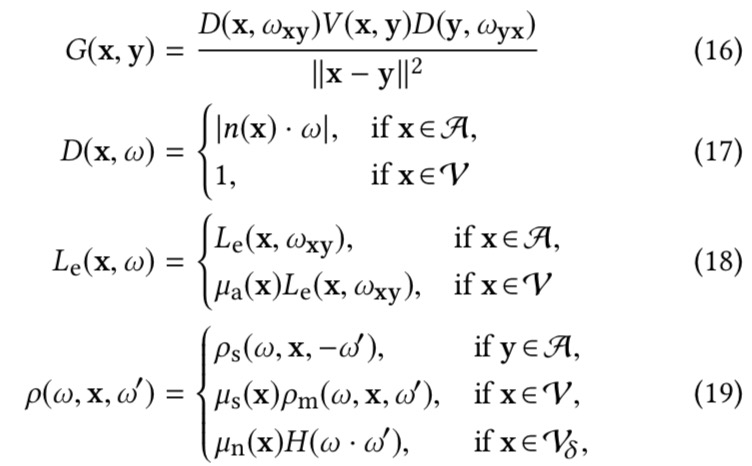 G(x, y) = D(x, ω_xy)V(x, y)D(y, ω_yx) / ‖x − y‖² (16)
D(x, ω) = { |n(x) · ω|, if x ∈ 𝒜, (17)
1, if x ∈ 𝒱
L_e(x, ω) = { L_e(x, ω_xy), if x ∈ 𝒜, (18)
μ_a(x)L_e(x, ω_xy), if x ∈ 𝒱
ρ(ω, x, ω′) = { ρ_s(ω, x, −ω′), if y ∈ 𝒜,
μ_s(x)ρ_m(ω, x, ω′), if x ∈ 𝒱, (19)
μ_n(x)H(ω · ω′), if x ∈ 𝒱_δ,